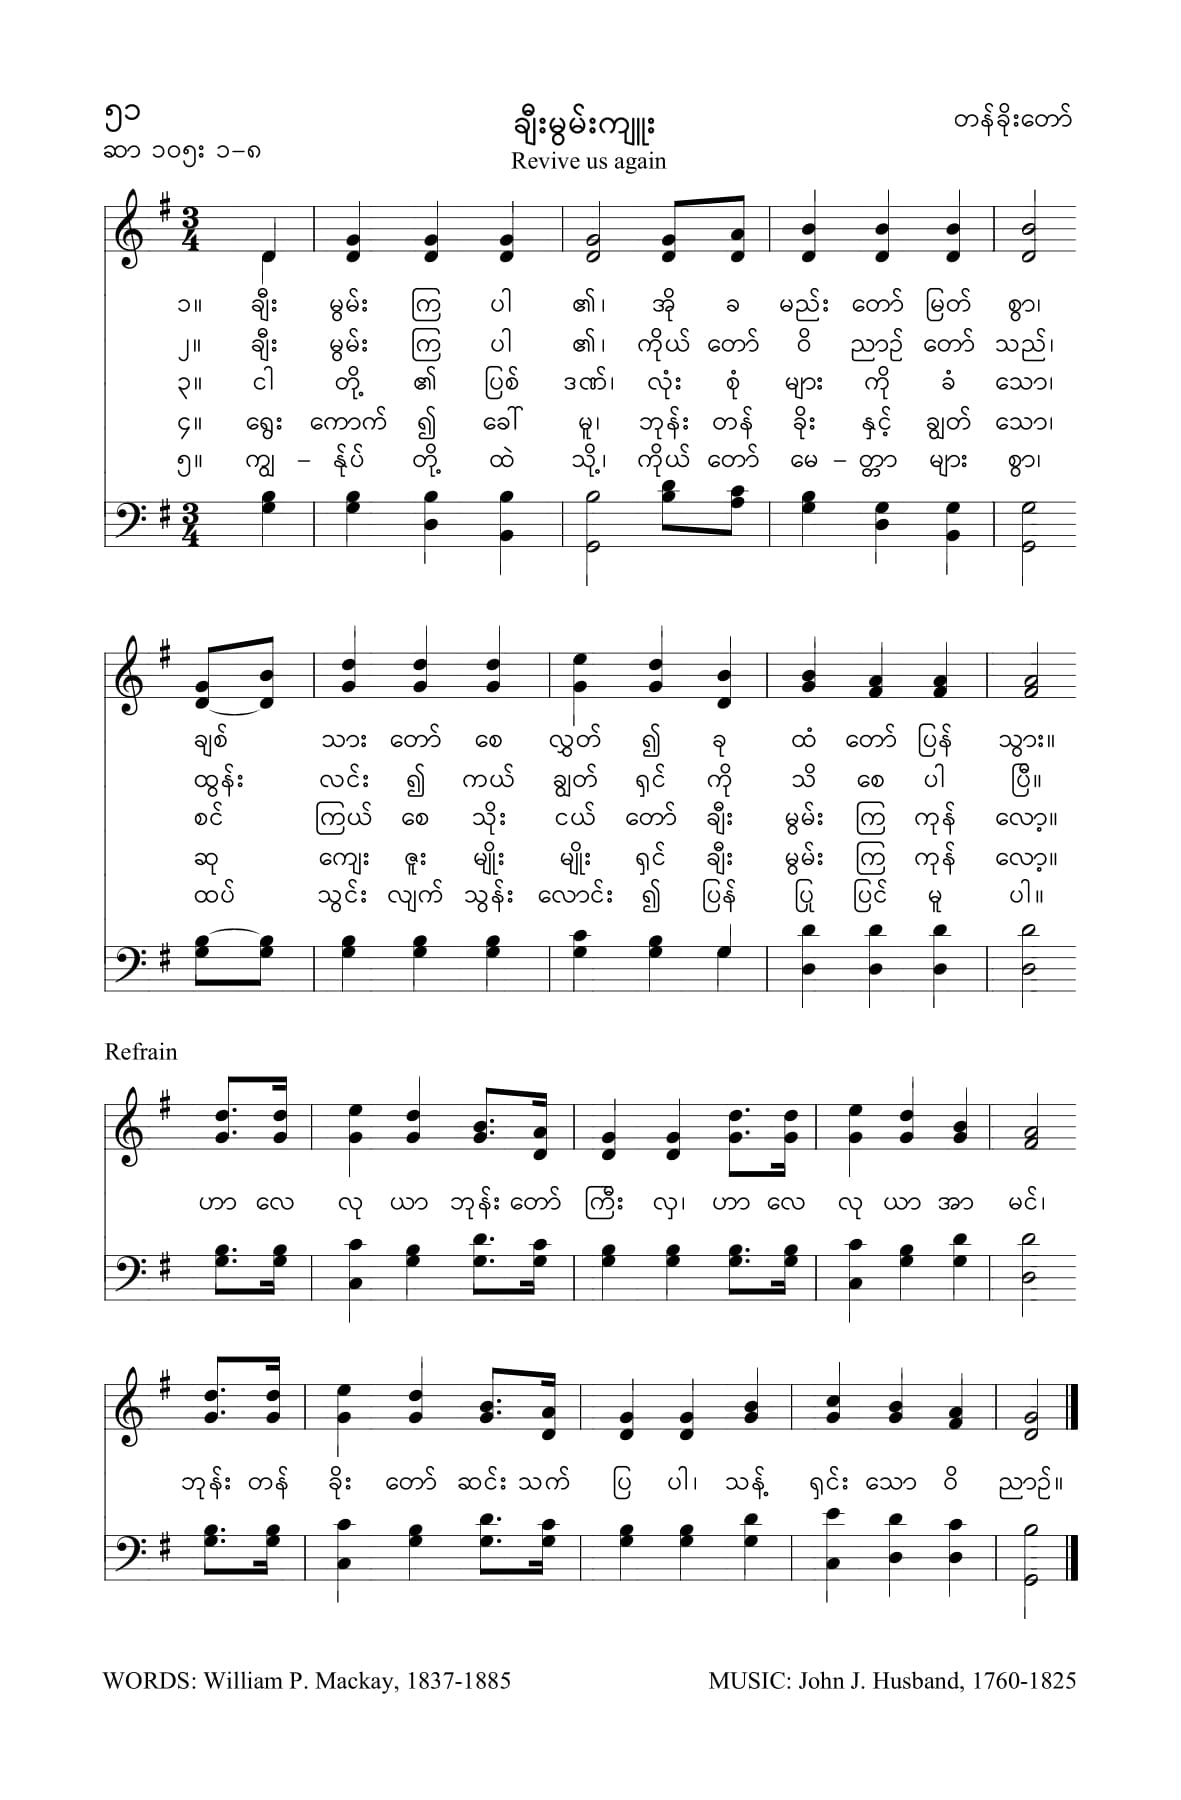 ၅၁
ချီးမွမ်းကျူး
တန်ခိုးတော်
ဆာ ၁၀၅း ၁–၈
Revive us again
၁။ ချီး မွမ်း ကြ ပါ ၏၊ အို ခ မည်း တော် မြတ် စွာ၊
၂။ ချီး မွမ်း ကြ ပါ ၏၊ ကိုယ် တော် ဝိ ညာဉ် တော် သည်၊
၃။ ငါ တို့ ၏ ပြစ် ဒဏ်၊ လုံး စုံ များ ကို ခံ သော၊
၄။ ရွေး ကောက် ၍ ခေါ် မူ၊ ဘုန်း တန် ခိုး နှင့် ချွတ် သော၊
၅။ ကျွ – န်ုပ် တို့ ထဲ သို့၊ ကိုယ် တော် မေ – တ္တာ များ စွာ၊
ချစ် သား တော် စေ လွှတ် ၍ ခု ထံ တော် ပြန် သွား။
ထွန်း လင်း ၍ ကယ် ချွတ် ရှင် ကို သိ စေ ပါ ပြီ။
စင် ကြယ် စေ သိုး ငယ် တော် ချီး မွမ်း ကြ ကုန် လော့။
ဆု ကျေး ဇူး မျိုး မျိုး ရှင် ချီး မွမ်း ကြ ကုန် လော့။
ထပ် သွင်း လျက် သွန်း လောင်း ၍ ပြန် ပြု ပြင် မူ ပါ။
Refrain
ဟာ လေ လု ယာ ဘုန်း တော် ကြီး လှ၊ ဟာ လေ လု ယာ အာ မင်၊
ဘုန်း တန် ခိုး တော် ဆင်း သက် ပြ ပါ၊ သန့် ရှင်း သော ဝိ ညာဉ်။
WORDS: William P. Mackay, 1837-1885
MUSIC: John J. Husband, 1760-1825